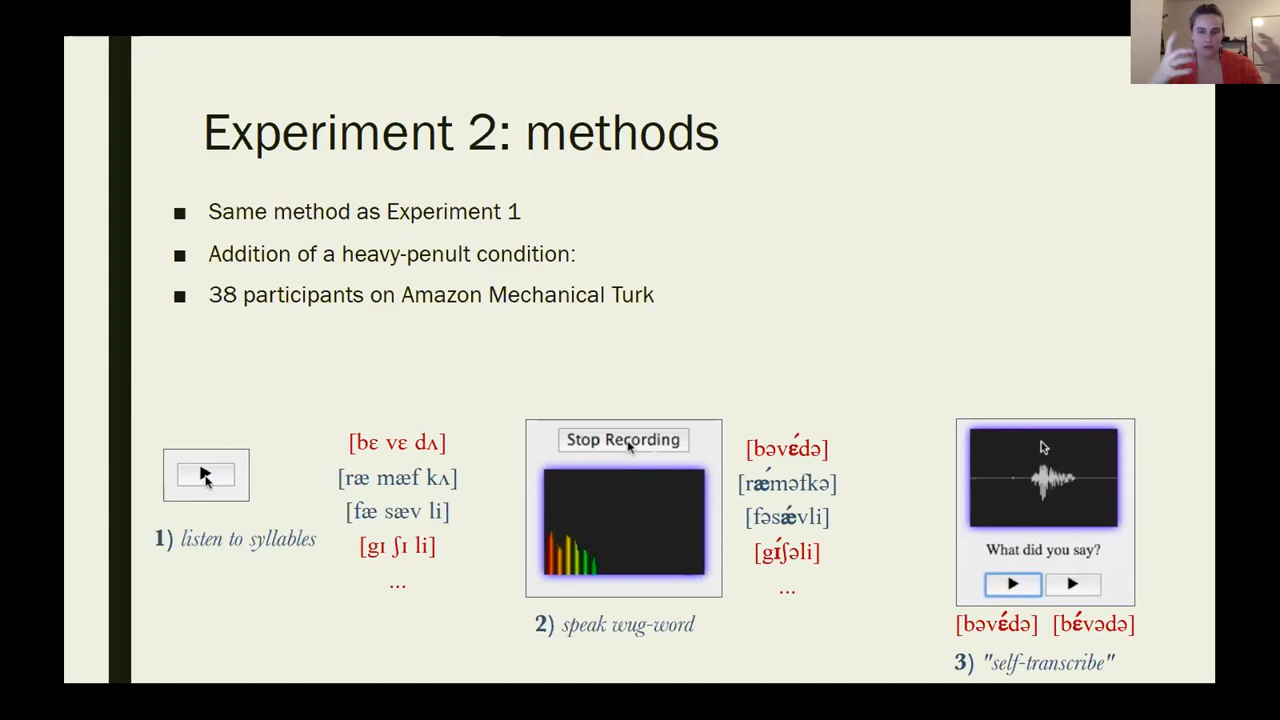 Experiment 2: methods
■ Same method as Experiment 1
■ Addition of a heavy-penult condition:
■ 38 participants on Amazon Mechanical Turk
1) listen to syllables
[bɛ vɛ dʌ]
[ræ mæf kʌ]
[fæ sæv li]
[gɪ ʃɪ li]
...
Stop Recording
2) speak wug-word
[bəvɛ́də]
[rǽməfkə]
[fəsǽvli]
[gɪ́ʃəli]
...
What did you say?
[bəvɛ́də] [bɛ́vədə]
3) "self-transcribe"